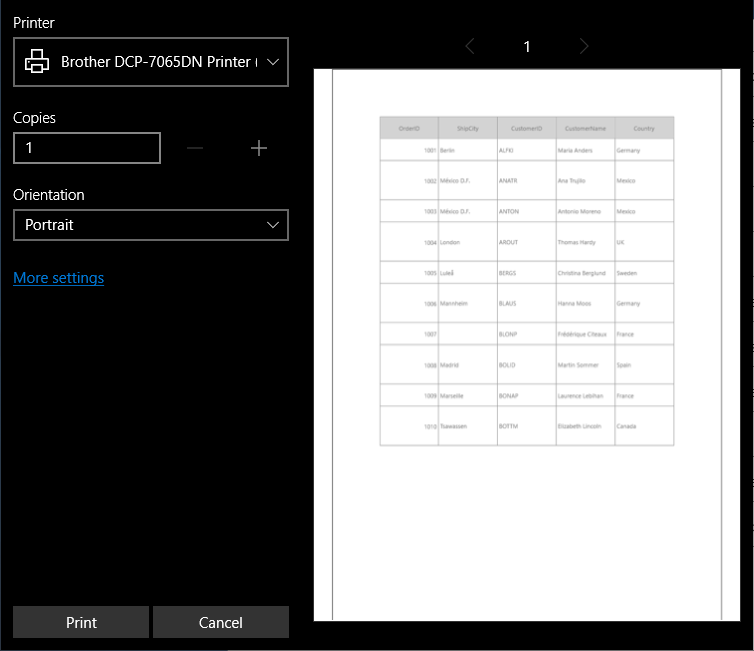 Printer
Brother DCP-7065DN Printer (
Copies
1
Orientation
Portrait
More settings
Print
Cancel
1
OrderID ShipCity CustomerID CustomerName Country
1001 Berlin ALFKI Maria Anders Germany
1002 México D.F. ANATR Ana Trujilo Mexico
1003 México D.F. ANTON Antonio Moreno Mexico
1004 London AROUT Thomas Hardy UK
1005 Luleå BERGS Christina Berglund Sweden
1006 Mannheim BLAUS Hanna Moos Germany
1007 BLONP Frédérique Citeaux France
1008 Madrid BOLID Martin Sommer Spain
1009 Marseille BONAP Laurence Lebihan France
1010 Tsawassen BOTTM Elizabeth Lincoln Canada